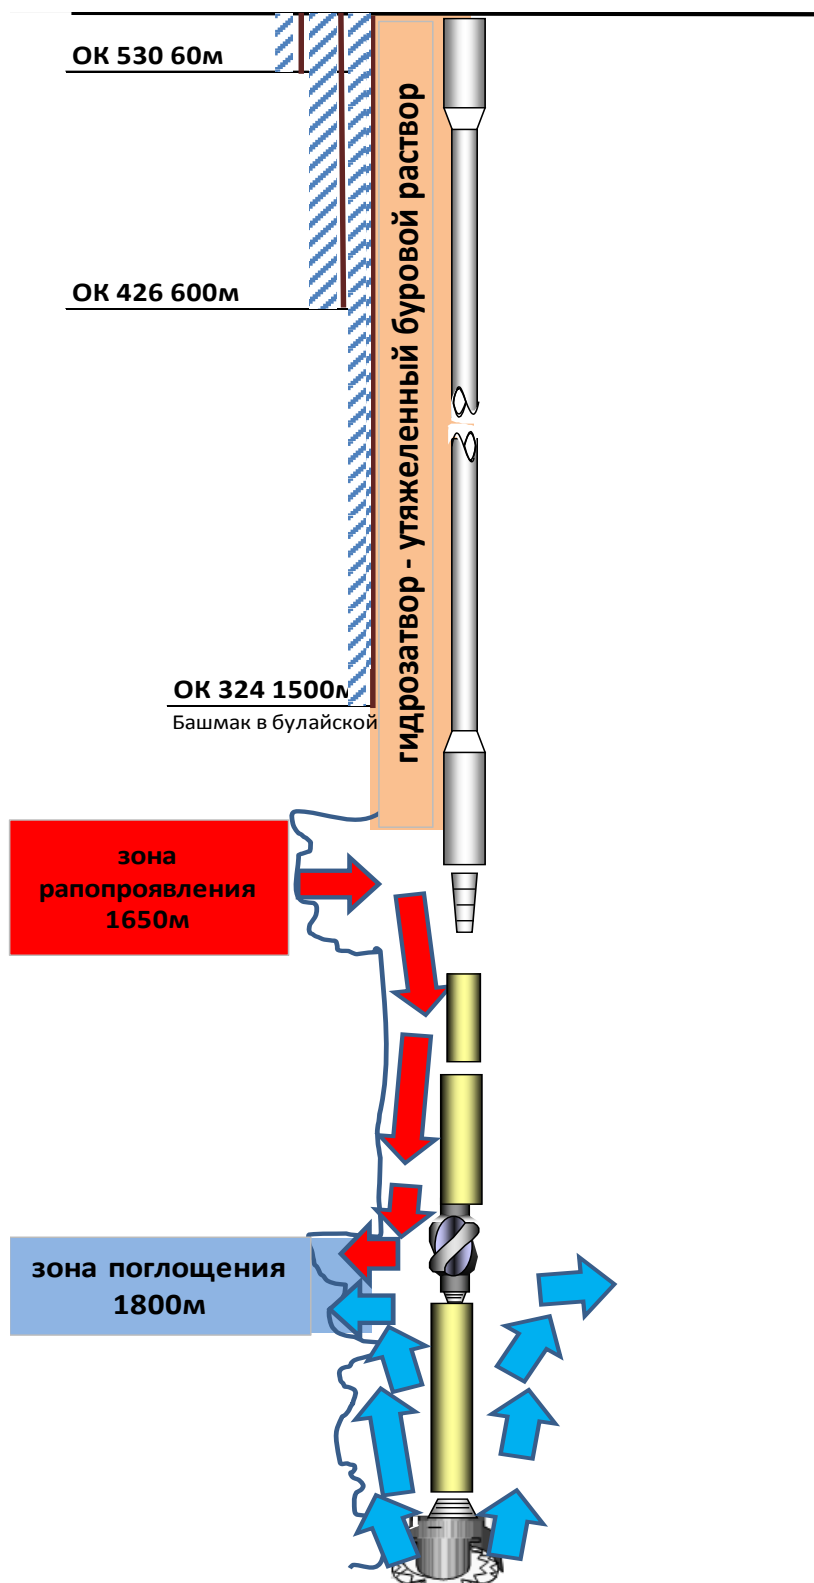 ОК 530 60м
ОК 426 600м
гидрозатвор - утяжеленный буровой раствор
ОК 324 1500м
Башмак в булайской
зона
рапопроявления
1650м
зона поглощения
1800м